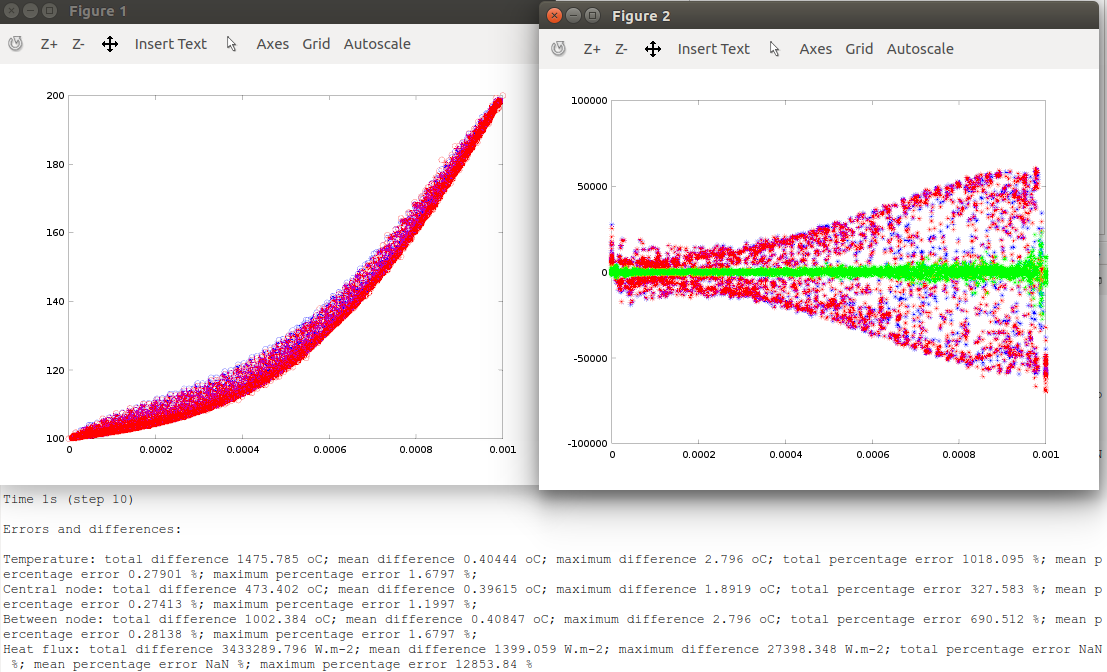 Figure 1
Z+ Z- Insert Text Axes Grid Autoscale
200
180
160
140
120
100
0 0.0002 0.0004 0.0006 0.0008 0.001
Figure 2
Z+ Z- Insert Text Axes Grid Autoscale
100000
50000
0
-50000
-100000
0 0.0002 0.0004 0.0006 0.0008 0.001
Time 1s (step 10)
Errors and differences:
Temperature: total difference 1475.785 oC; mean difference 0.40444 oC; maximum difference 2.796 oC; total percentage error 1018.095 %; mean p
ercentage error 0.27901 %; maximum percentage error 1.6797 %;
Central node: total difference 473.402 oC; mean difference 0.39615 oC; maximum difference 1.8919 oC; total percentage error 327.583 %; mean p
ercentage error 0.27413 %; maximum percentage error 1.1997 %;
Between node: total difference 1002.384 oC; mean difference 0.40847 oC; maximum difference 2.796 oC; total percentage error 690.512 %; mean p
ercentage error 0.28138 %; maximum percentage error 1.6797 %;
Heat flux: total difference 3433289.796 W.m-2; mean difference 1399.059 W.m-2; maximum difference 27398.348 W.m-2; total percentage error NaN
%; mean percentage error NaN %; maximum percentage error 12853.84 %